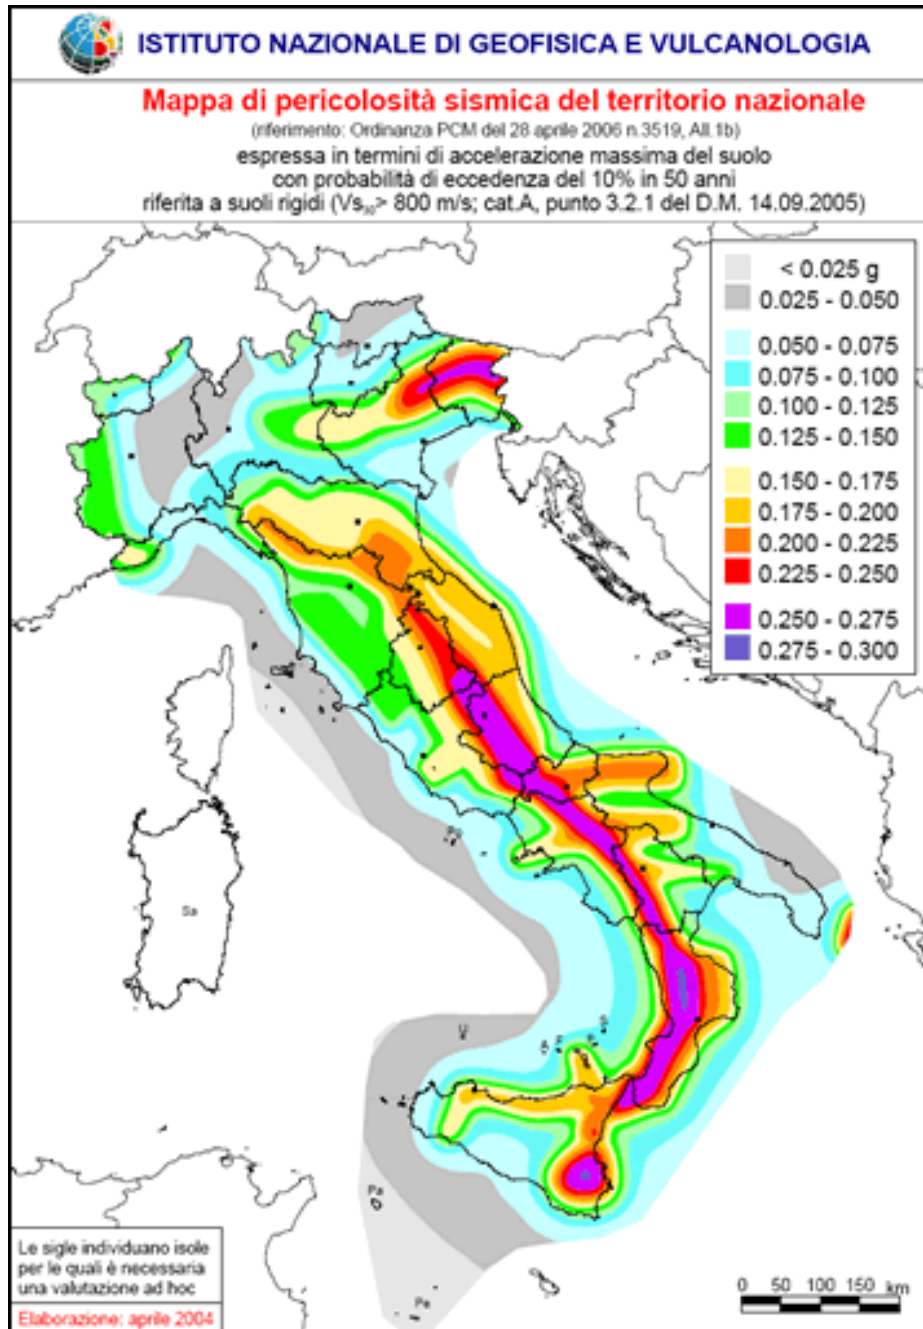 ISTITUTO NAZIONALE DI GEOFISICA E VULCANOLOGIA
Mappa di pericolosità sismica del territorio nazionale
(riferimento: Ordinanza PCM del 28 aprile 2006 n.3519, All.1b)
espressa in termini di accelerazione massima del suolo
con probabilità di eccedenza del 10% in 50 anni
riferita a suoli rigidi (Vs₃₀> 800 m/s; cat.A, punto 3.2.1 del D.M. 14.09.2005)
< 0.025 g
0.025 - 0.050
0.050 - 0.075
0.075 - 0.100
0.100 - 0.125
0.125 - 0.150
0.150 - 0.175
0.175 - 0.200
0.200 - 0.225
0.225 - 0.250
0.250 - 0.275
0.275 - 0.300
Sa
U
Pa
Pe
Le sigle individuano isole
per le quali è necessaria
una valutazione ad hoc
Elaborazione: aprile 2004
0 50 100 150 km